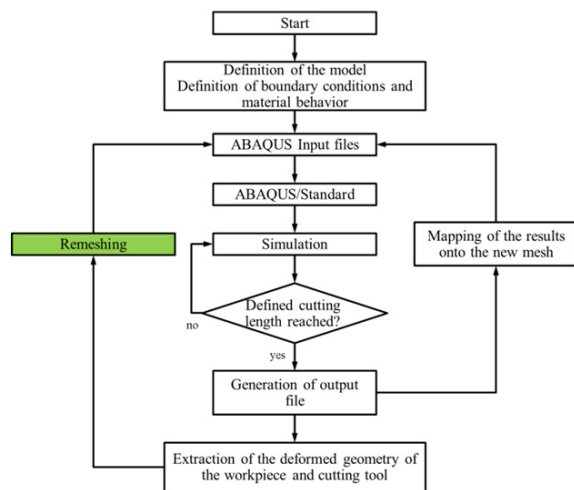 Start
Definition of the model
Definition of boundary conditions and
material behavior
ABAQUS Input files
ABAQUS/Standard
Remeshing
Simulation
Mapping of the results
onto the new mesh
Defined cutting
length reached?
no
yes
Generation of output
file
Extraction of the deformed geometry of
the workpiece and cutting tool